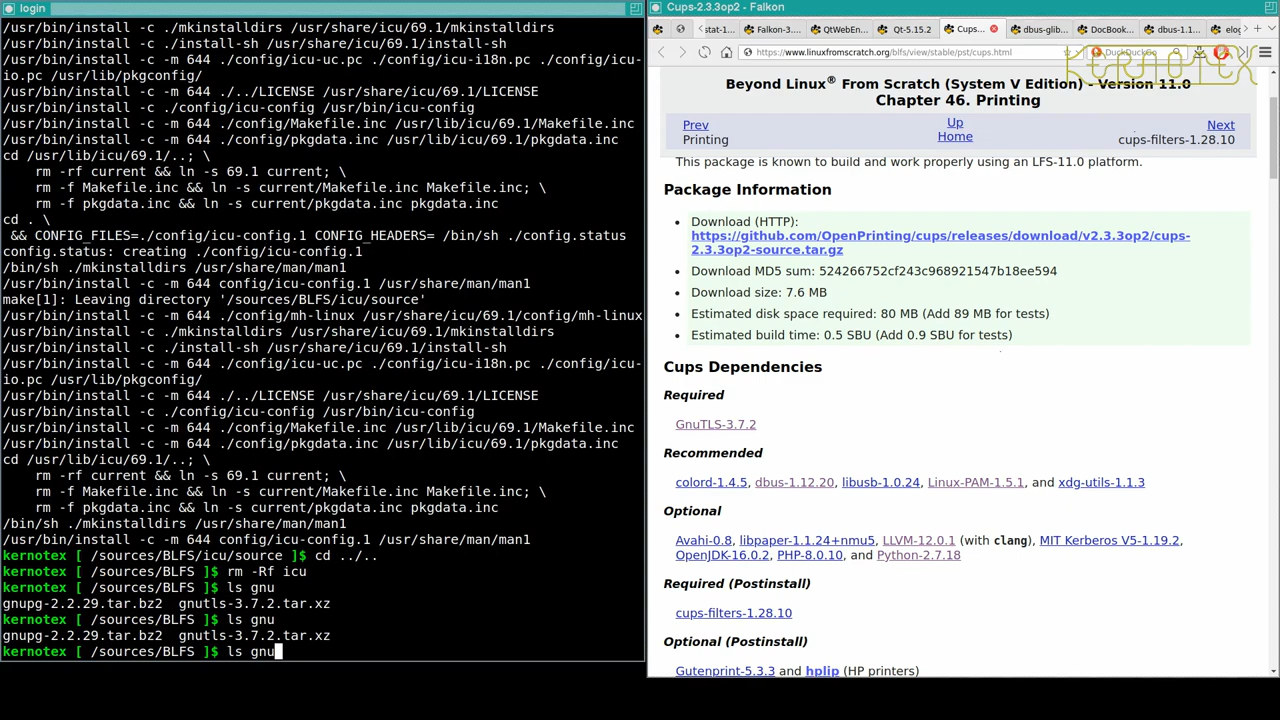 login
/usr/bin/install -c ./mkinstalldirs /usr/share/icu/69.1/mkinstalldirs
/usr/bin/install -c ./install-sh /usr/share/icu/69.1/install-sh
/usr/bin/install -c -m 644 ./config/icu-uc.pc ./config/icu-i18n.pc ./config/icu-
io.pc /usr/lib/pkgconfig/
/usr/bin/install -c -m 644 ./../LICENSE /usr/share/icu/69.1/LICENSE
/usr/bin/install -c ./config/icu-config /usr/bin/icu-config
/usr/bin/install -c -m 644 ./config/Makefile.inc /usr/lib/icu/69.1/Makefile.inc
/usr/bin/install -c -m 644 ./config/pkgdata.inc /usr/lib/icu/69.1/pkgdata.inc
cd /usr/lib/icu/69.1/..; \
rm -rf current && ln -s 69.1 current; \
rm -f Makefile.inc && ln -s current/Makefile.inc Makefile.inc; \
rm -f pkgdata.inc && ln -s current/pkgdata.inc pkgdata.inc
cd . \
&& CONFIG_FILES=./config/icu-config.1 CONFIG_HEADERS= /bin/sh ./config.status
config.status: creating ./config/icu-config.1
/bin/sh ./mkinstalldirs /usr/share/man/man1
/usr/bin/install -c -m 644 config/icu-config.1 /usr/share/man/man1
make[1]: Leaving directory '/sources/BLFS/icu/source'
/usr/bin/install -c -m 644 ./config/mh-linux /usr/share/icu/69.1/config/mh-linux
/usr/bin/install -c ./mkinstalldirs /usr/share/icu/69.1/mkinstalldirs
/usr/bin/install -c ./install-sh /usr/share/icu/69.1/install-sh
/usr/bin/install -c -m 644 ./config/icu-uc.pc ./config/icu-i18n.pc ./config/icu-
io.pc /usr/lib/pkgconfig/
/usr/bin/install -c -m 644 ./../LICENSE /usr/share/icu/69.1/LICENSE
/usr/bin/install -c ./config/icu-config /usr/bin/icu-config
/usr/bin/install -c -m 644 ./config/Makefile.inc /usr/lib/icu/69.1/Makefile.inc
/usr/bin/install -c -m 644 ./config/pkgdata.inc /usr/lib/icu/69.1/pkgdata.inc
cd /usr/lib/icu/69.1/..; \
rm -rf current && ln -s 69.1 current; \
rm -f Makefile.inc && ln -s current/Makefile.inc Makefile.inc; \
rm -f pkgdata.inc && ln -s current/pkgdata.inc pkgdata.inc
/bin/sh ./mkinstalldirs /usr/share/man/man1
/usr/bin/install -c -m 644 config/icu-config.1 /usr/share/man/man1
kernotex [ /sources/BLFS/icu/source ]$ cd ../..
kernotex [ /sources/BLFS ]$ rm -Rf icu
kernotex [ /sources/BLFS ]$ ls gnu
gnupg-2.2.29.tar.bz2 gnutls-3.7.2.tar.xz
kernotex [ /sources/BLFS ]$ ls gnu
gnupg-2.2.29.tar.bz2 gnutls-3.7.2.tar.xz
kernotex [ /sources/BLFS ]$ ls gnu
Cups-2.3.3op2 - Falkon
stat-1... Falkon-3... QtWebEn... Qt-5.15.2 Cups... dbus-glib... DocBook... dbus-1.1... elog
https://www.linuxfromscratch.org/blfs/view/stable/pst/cups.html DuckDuckGo
KERNOTEX
Beyond Linux® From Scratch (System V Edition) - Version 11.0
Chapter 46. Printing
Prev Up Next
Printing Home cups-filters-1.28.10
This package is known to build and work properly using an LFS-11.0 platform.
Package Information
• Download (HTTP):
https://github.com/OpenPrinting/cups/releases/download/v2.3.3op2/cups-
2.3.3op2-source.tar.gz
• Download MD5 sum: 524266752cf243c968921547b18ee594
• Download size: 7.6 MB
• Estimated disk space required: 80 MB (Add 89 MB for tests)
• Estimated build time: 0.5 SBU (Add 0.9 SBU for tests)
Cups Dependencies
Required
GnuTLS-3.7.2
Recommended
colord-1.4.5, dbus-1.12.20, libusb-1.0.24, Linux-PAM-1.5.1, and xdg-utils-1.1.3
Optional
Avahi-0.8, libpaper-1.1.24+nmu5, LLVM-12.0.1 (with clang), MIT Kerberos V5-1.19.2,
OpenJDK-16.0.2, PHP-8.0.10, and Python-2.7.18
Required (Postinstall)
cups-filters-1.28.10
Optional (Postinstall)
Gutenprint-5.3.3 and hplip (HP printers)